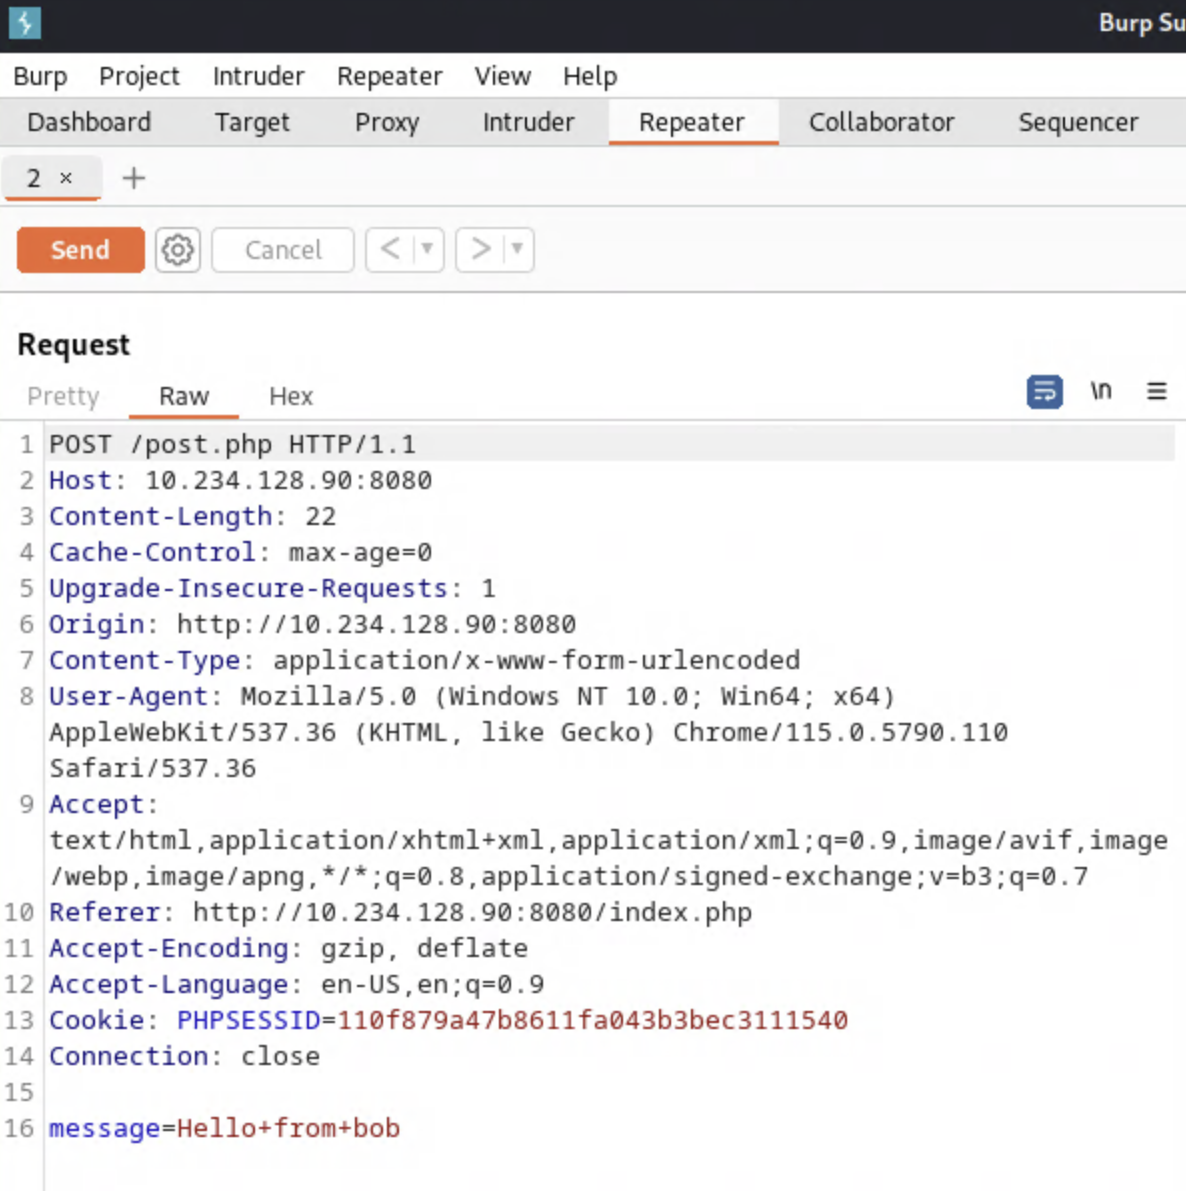 Burp Su
Burp Project Intruder Repeater View Help
Dashboard Target Proxy Intruder Repeater Collaborator Sequencer
2 × +
Send Cancel < ▼ > ▼
Request
Pretty Raw Hex \n ≡
1 POST /post.php HTTP/1.1
2 Host: 10.234.128.90:8080
3 Content-Length: 22
4 Cache-Control: max-age=0
5 Upgrade-Insecure-Requests: 1
6 Origin: http://10.234.128.90:8080
7 Content-Type: application/x-www-form-urlencoded
8 User-Agent: Mozilla/5.0 (Windows NT 10.0; Win64; x64)
AppleWebKit/537.36 (KHTML, like Gecko) Chrome/115.0.5790.110
Safari/537.36
9 Accept:
text/html,application/xhtml+xml,application/xml;q=0.9,image/avif,image
/webp,image/apng,*/*;q=0.8,application/signed-exchange;v=b3;q=0.7
10 Referer: http://10.234.128.90:8080/index.php
11 Accept-Encoding: gzip, deflate
12 Accept-Language: en-US,en;q=0.9
13 Cookie: PHPSESSID=110f879a47b8611fa043b3bec3111540
14 Connection: close
15
16 message=Hello+from+bob